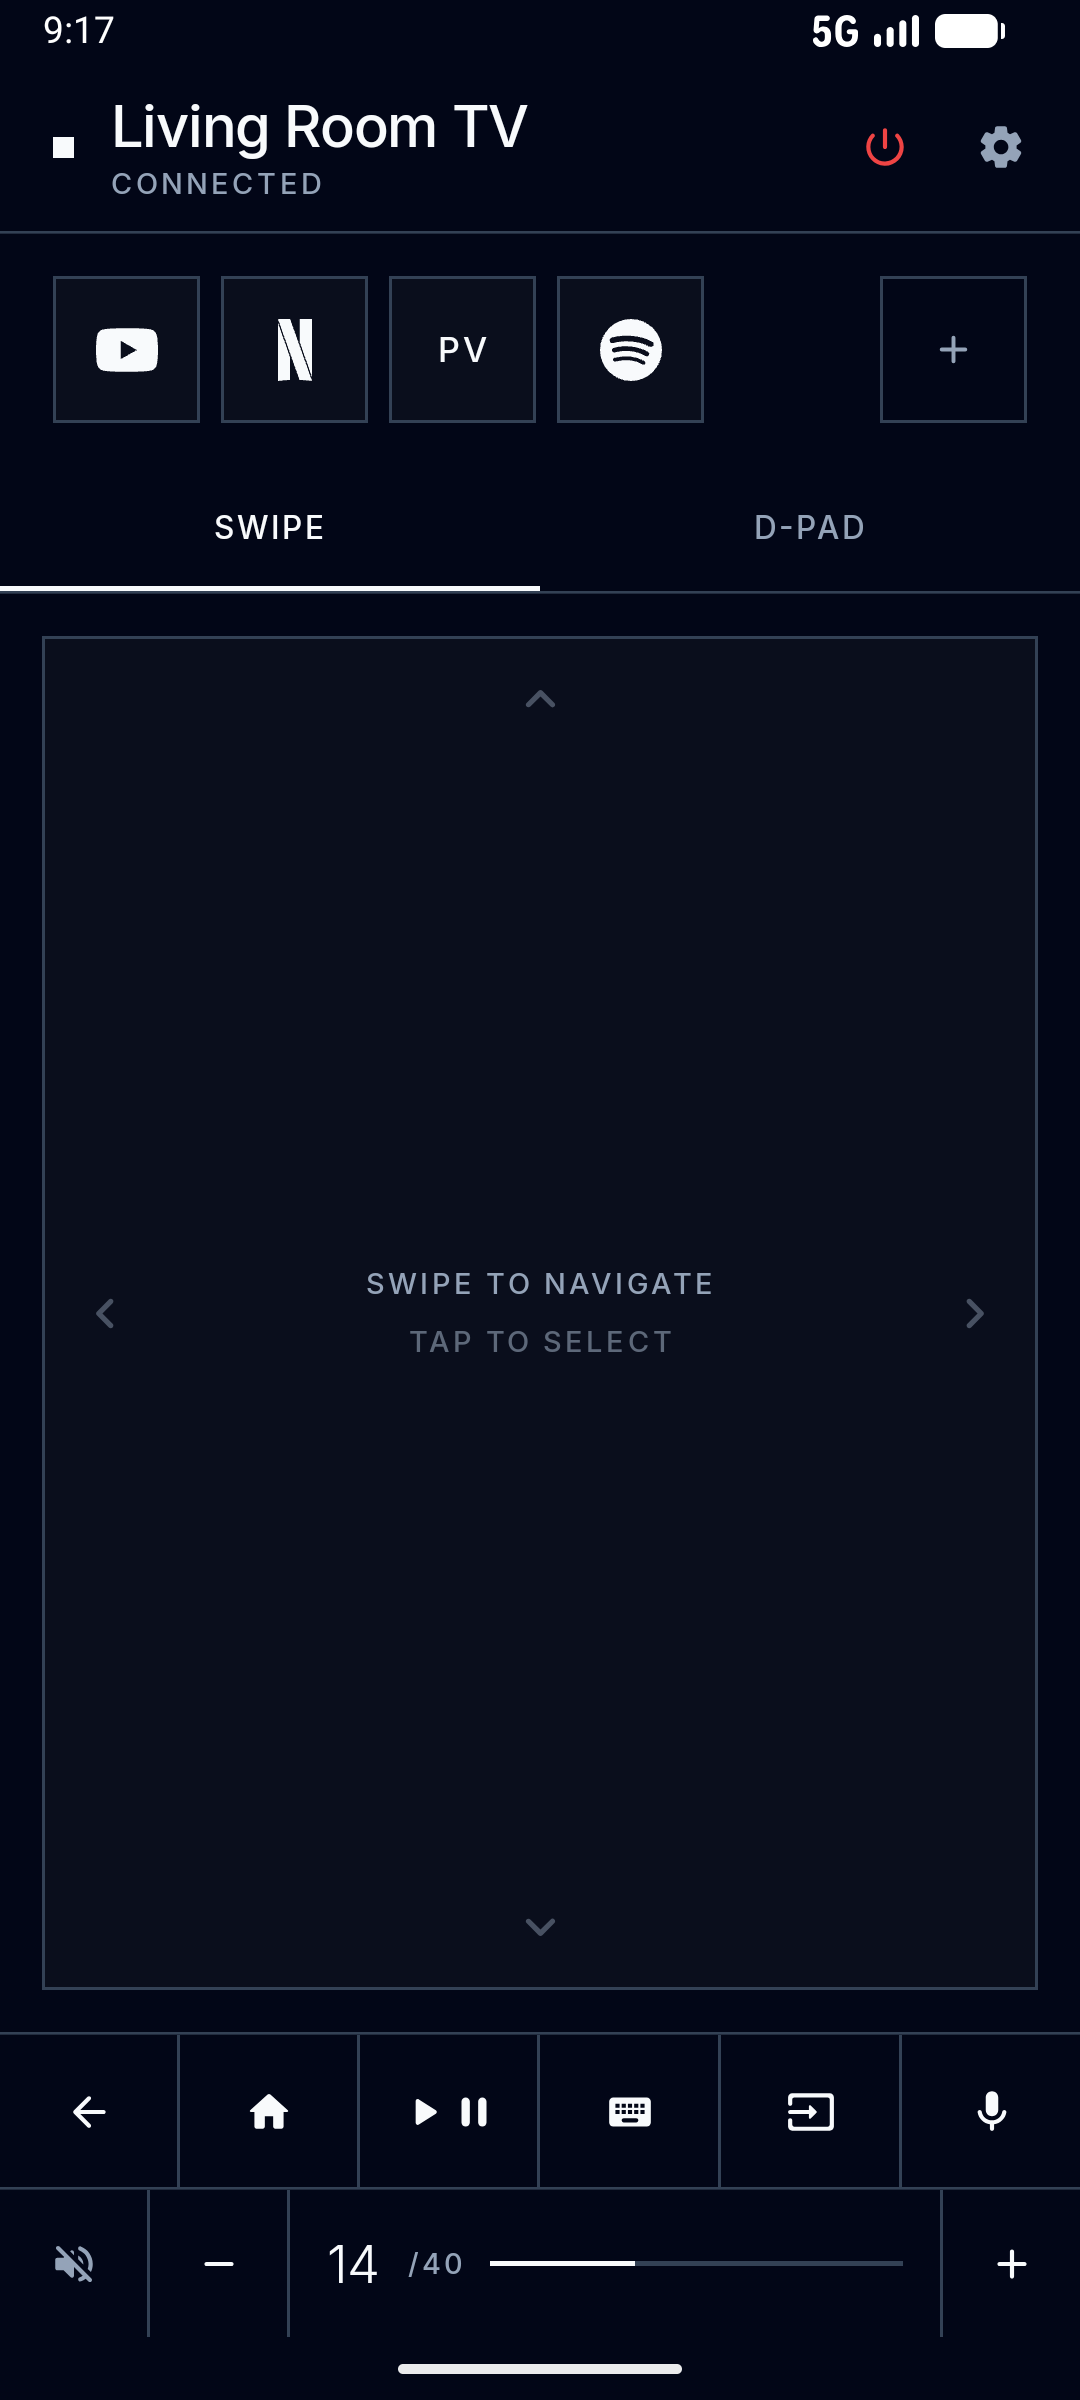 9:17
5G
Living Room TV
CONNECTED
PV
SWIPE
D-PAD
SWIPE TO NAVIGATE
TAP TO SELECT
14 /40